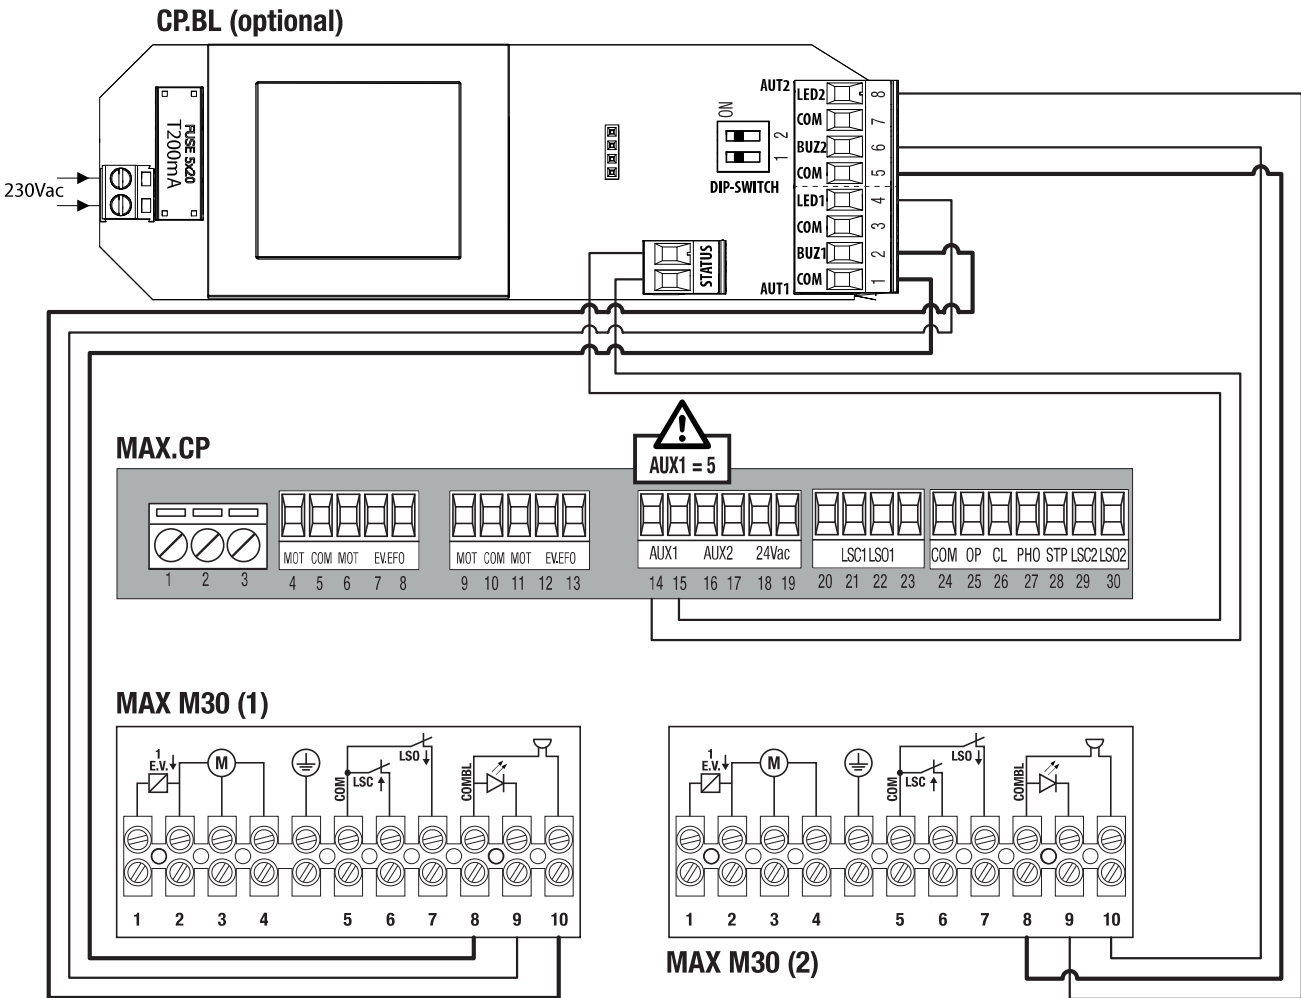 CP.BL (optional)
230Vac
FUSE 5x20
T200mA
ON
1 2
DIP-SWITCH
STATUS
AUT2
LED2 8
COM 7
BUZ2 6
COM 5
LED1 4
COM 3
BUZ1 2
COM 1
AUT1
MAX.CP
!
AUX1 = 5
MOT COM MOT EV.EFO
MOT COM MOT EV.EFO
AUX1 AUX2 24Vac
LSC1 LSO1
COM OP CL PHO STP LSC2 LSO2
1 2 3 4 5 6 7 8 9 10 11 12 13 14 15 16 17 18 19 20 21 22 23 24 25 26 27 28 29 30
MAX M30 (1)
1
E.V.
M
COM
LSC
LSO
COMBL
1 2 3 4 5 6 7 8 9 10
1
E.V.
M
COM
LSC
LSO
COMBL
1 2 3 4 5 6 7 8 9 10
MAX M30 (2)